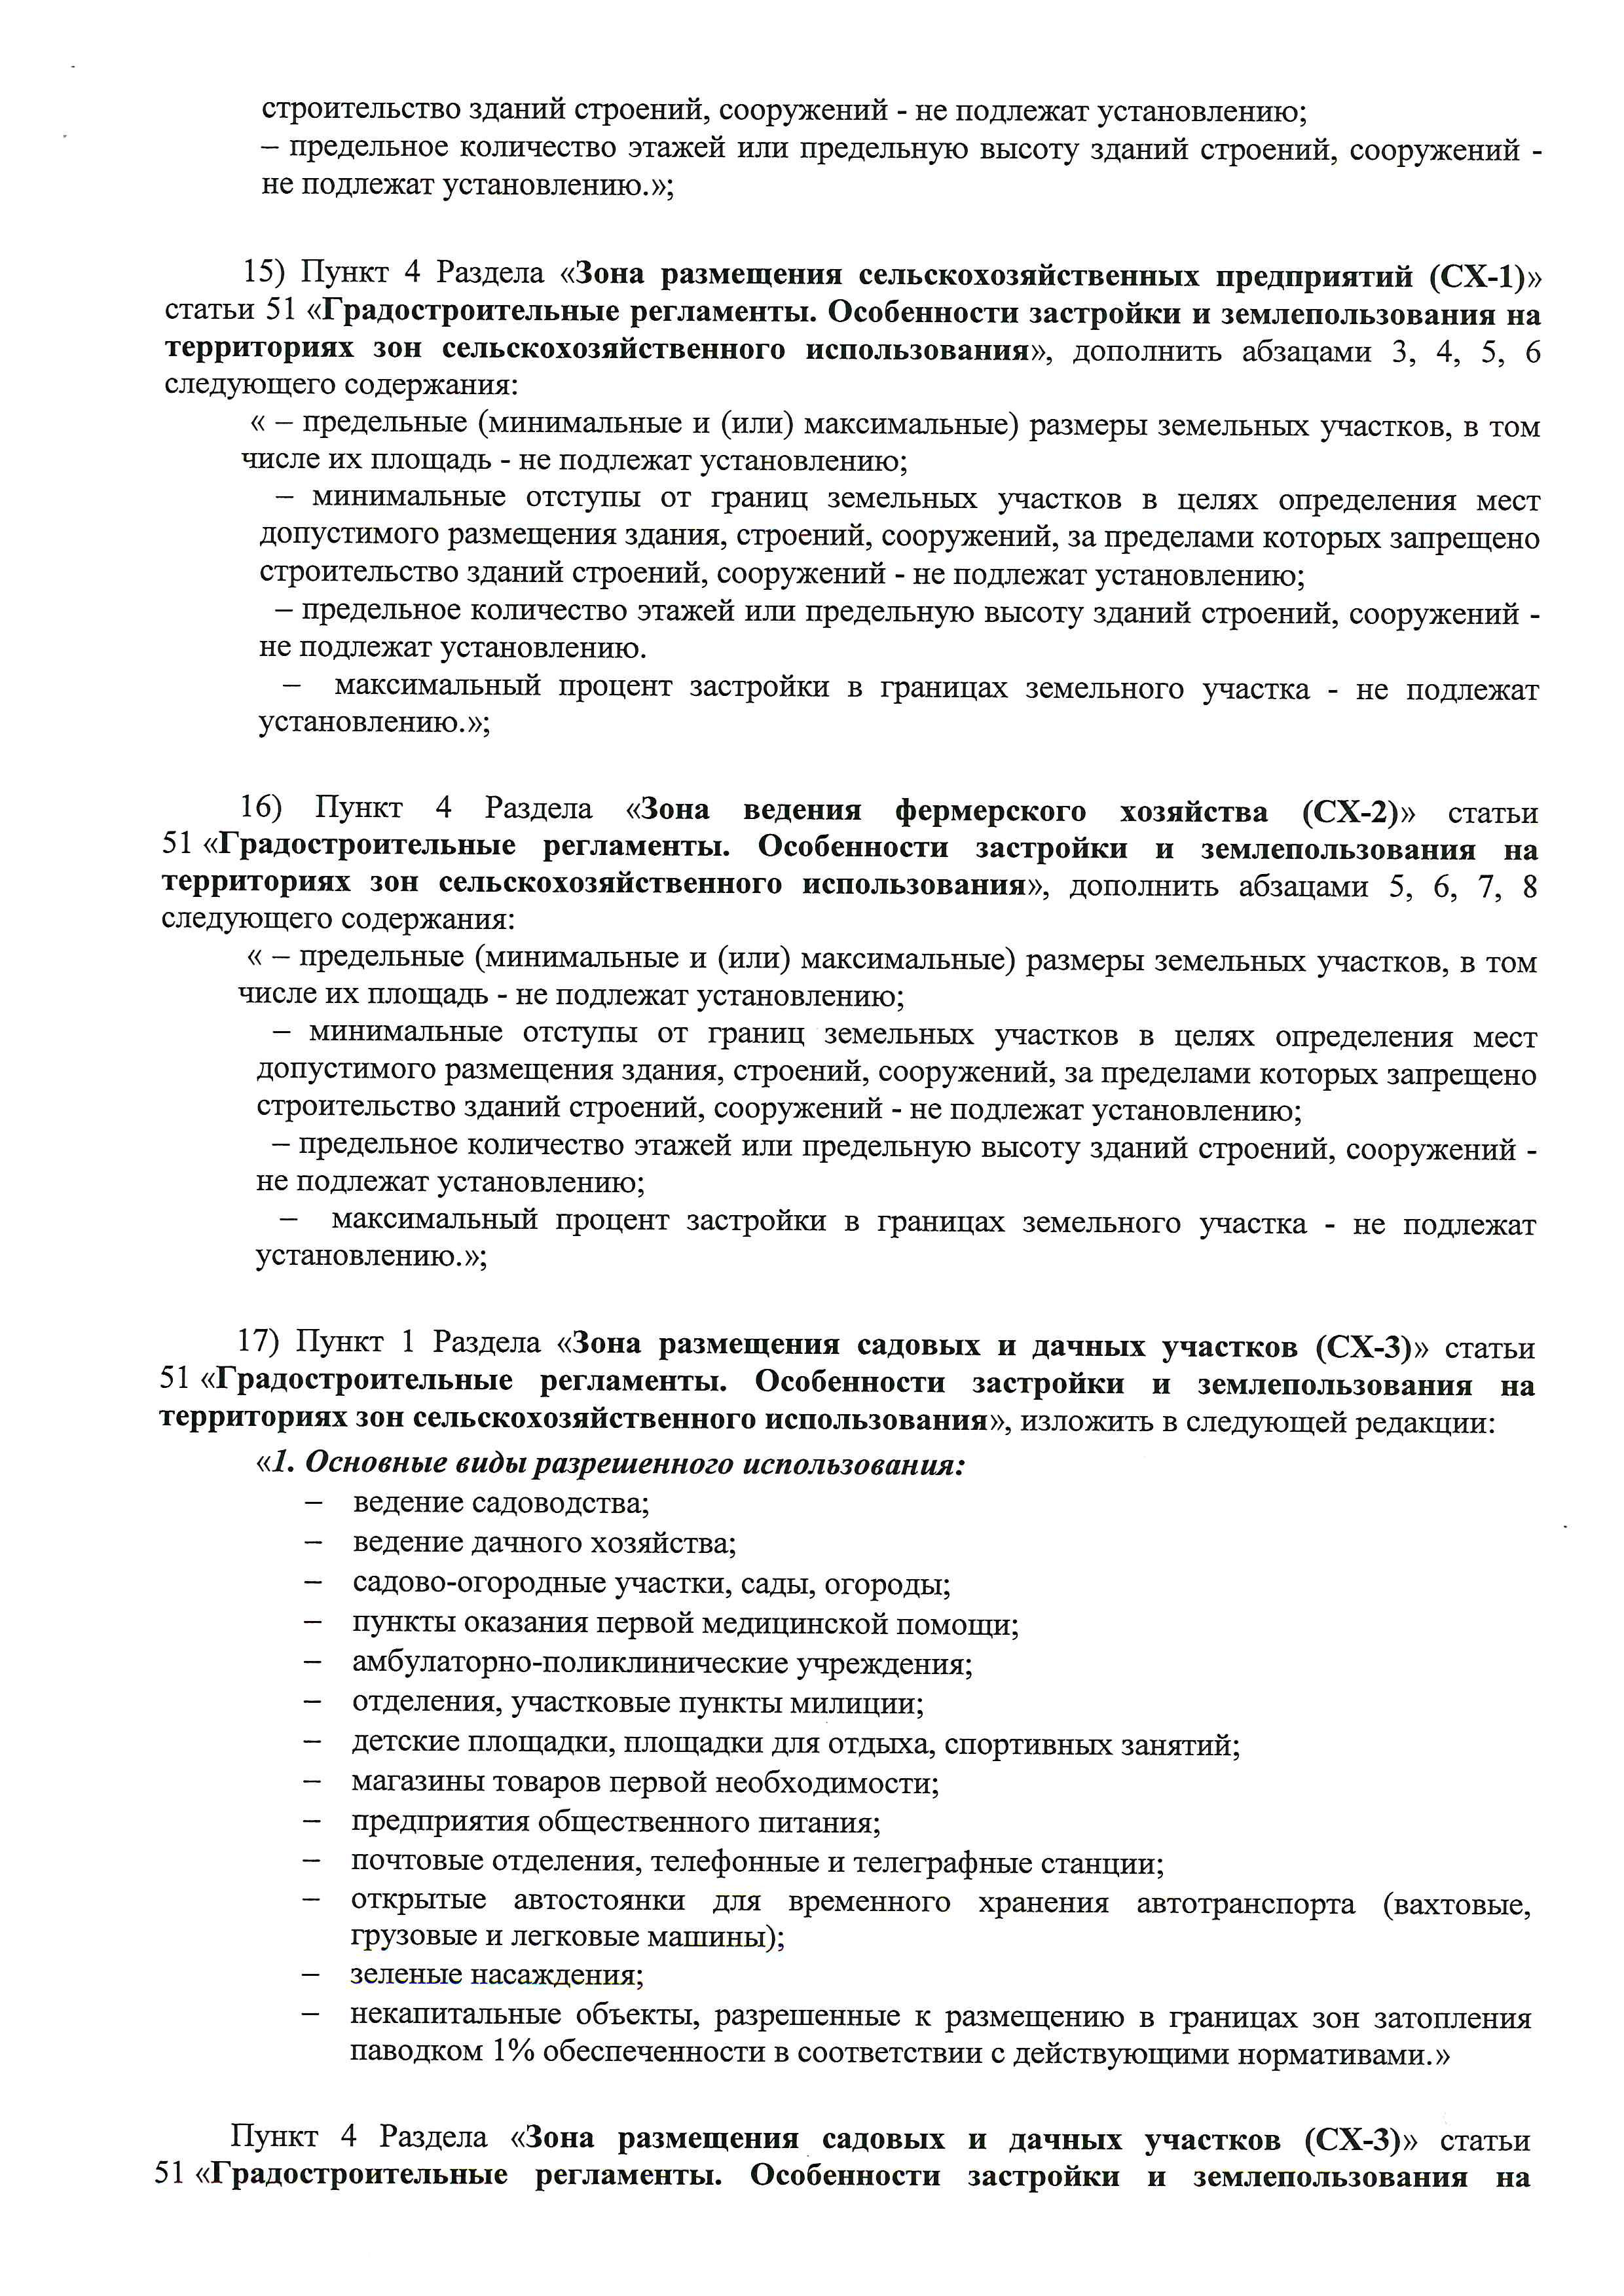 строительство зданий строений, сооружений - не подлежат установлению;
– предельное количество этажей или предельную высоту зданий строений, сооружений -
не подлежат установлению.»;
15) Пункт 4 Раздела «Зона размещения сельскохозяйственных предприятий (СХ-1)»
статьи 51 «Градостроительные регламенты. Особенности застройки и землепользования на
территориях зон сельскохозяйственного использования», дополнить абзацами 3, 4, 5, 6
следующего содержания:
« – предельные (минимальные и (или) максимальные) размеры земельных участков, в том
числе их площадь - не подлежат установлению;
– минимальные отступы от границ земельных участков в целях определения мест
допустимого размещения здания, строений, сооружений, за пределами которых запрещено
строительство зданий строений, сооружений - не подлежат установлению;
– предельное количество этажей или предельную высоту зданий строений, сооружений -
не подлежат установлению.
– максимальный процент застройки в границах земельного участка - не подлежат
установлению.»;
16) Пункт 4 Раздела «Зона ведения фермерского хозяйства (СХ-2)» статьи
51 «Градостроительные регламенты. Особенности застройки и землепользования на
территориях зон сельскохозяйственного использования», дополнить абзацами 5, 6, 7, 8
следующего содержания:
« – предельные (минимальные и (или) максимальные) размеры земельных участков, в том
числе их площадь - не подлежат установлению;
– минимальные отступы от границ земельных участков в целях определения мест
допустимого размещения здания, строений, сооружений, за пределами которых запрещено
строительство зданий строений, сооружений - не подлежат установлению;
– предельное количество этажей или предельную высоту зданий строений, сооружений -
не подлежат установлению;
– максимальный процент застройки в границах земельного участка - не подлежат
установлению.»;
17) Пункт 1 Раздела «Зона размещения садовых и дачных участков (СХ-3)» статьи
51 «Градостроительные регламенты. Особенности застройки и землепользования на
территориях зон сельскохозяйственного использования», изложить в следующей редакции:
«1. Основные виды разрешенного использования:
– ведение садоводства;
– ведение дачного хозяйства;
– садово-огородные участки, сады, огороды;
– пункты оказания первой медицинской помощи;
– амбулаторно-поликлинические учреждения;
– отделения, участковые пункты милиции;
– детские площадки, площадки для отдыха, спортивных занятий;
– магазины товаров первой необходимости;
– предприятия общественного питания;
– почтовые отделения, телефонные и телеграфные станции;
– открытые автостоянки для временного хранения автотранспорта (вахтовые,
грузовые и легковые машины);
– зеленые насаждения;
– некапитальные объекты, разрешенные к размещению в границах зон затопления
паводком 1% обеспеченности в соответствии с действующими нормативами.»
Пункт 4 Раздела «Зона размещения садовых и дачных участков (СХ-3)» статьи
51 «Градостроительные регламенты. Особенности застройки и землепользования на